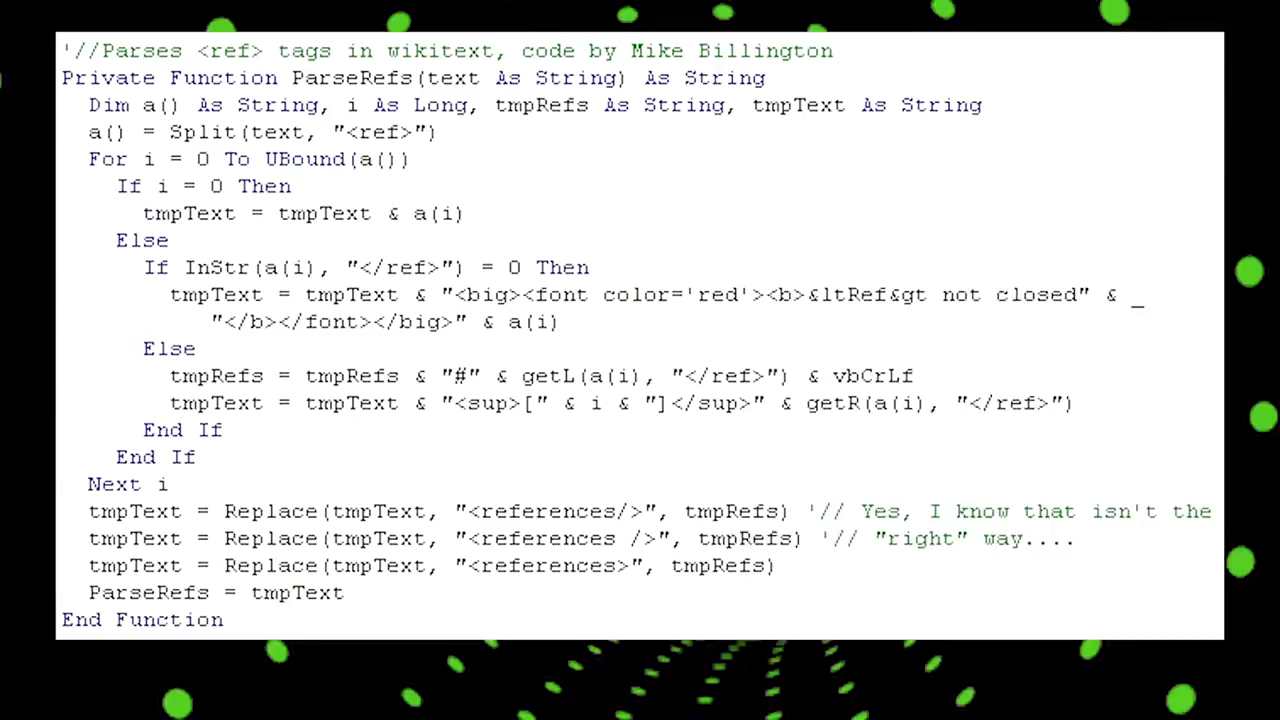 '//Parses <ref> tags in wikitext, code by Mike Billington
Private Function ParseRefs(text As String) As String
Dim a() As String, i As Long, tmpRefs As String, tmpText As String
a() = Split(text, "<ref>")
For i = 0 To UBound(a())
If i = 0 Then
tmpText = tmpText & a(i)
Else
If InStr(a(i), "</ref>") = 0 Then
tmpText = tmpText & "<big><font color='red'><b>&ltRef&gt not closed" & _
"</b></font></big>" & a(i)
Else
tmpRefs = tmpRefs & "#" & getL(a(i), "</ref>") & vbCrLf
tmpText = tmpText & "<sup>[" & i & "]</sup>" & getR(a(i), "</ref>")
End If
End If
Next i
tmpText = Replace(tmpText, "<references/>", tmpRefs) '// Yes, I know that isn't the
tmpText = Replace(tmpText, "<references />", tmpRefs) '// "right" way....
tmpText = Replace(tmpText, "<references>", tmpRefs)
ParseRefs = tmpText
End Function